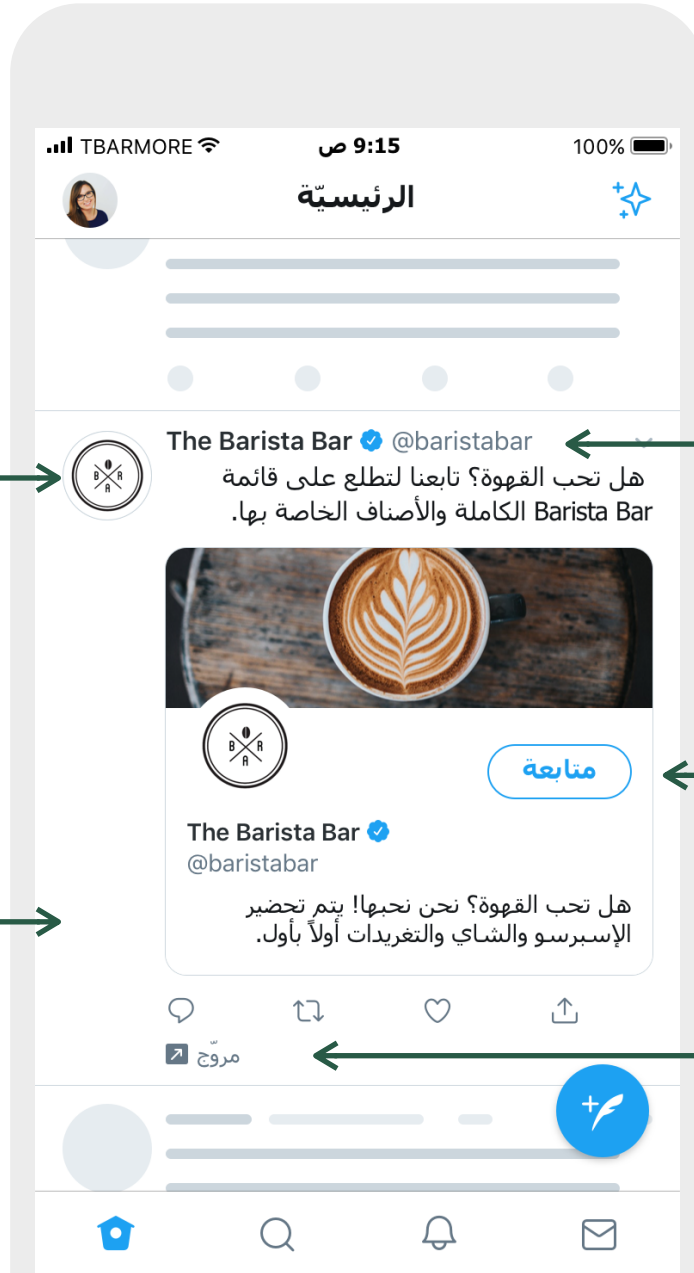 TBARMORE 9:15 ص 100%
الرئيسيّة
The Barista Bar @baristabar
هل تحب القهوة؟ تابعنا لتطلع على قائمة
Barista Bar الكاملة والأصناف الخاصة بها.
B R
A
B R
A
متابعة
The Barista Bar
@baristabar
هل تحب القهوة؟ نحن نحبها! يتم تحضير
الإسبرسو والشاي والتغريدات أولاً بأول.
مروّج